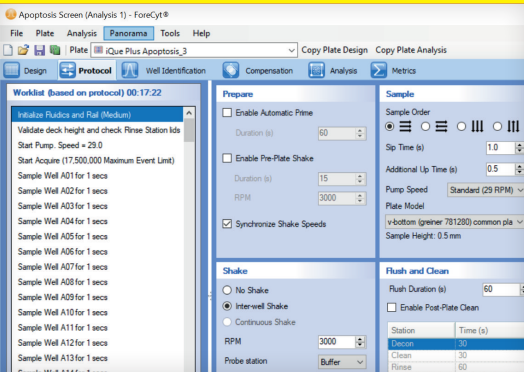 Apoptosis Screen (Analysis 1) - ForeCyt®
File Plate Analysis Panorama Tools Help
Plate iQue Plus Apoptosis_3 Copy Plate Design Copy Plate Analysis
Design Protocol Well Identification Compensation Analysis Metrics
Worklist (based on protocol) 00:17:22
Initialize Fluidics and Rail (Medium)
Validate deck height and check Rinse Station lids
Start Pump. Speed = 29.0
Start Acquire (17,500,000 Maximum Event Limit)
Sample Well A01 for 1 secs
Sample Well A02 for 1 secs
Sample Well A03 for 1 secs
Sample Well A04 for 1 secs
Sample Well A05 for 1 secs
Sample Well A06 for 1 secs
Sample Well A07 for 1 secs
Sample Well A08 for 1 secs
Sample Well A09 for 1 secs
Sample Well A10 for 1 secs
Sample Well A11 for 1 secs
Sample Well A12 for 1 secs
Sample Well A13 for 1 secs
Sample Well A14 for 1 secs
Prepare
Enable Automatic Prime
Duration (s) 60
Enable Pre-Plate Shake
Duration (s) 15
RPM 3000
Synchronize Shake Speeds
Shake
No Shake
Inter-well Shake
Continuous Shake
RPM 3000
Probe station Buffer
Sample
Sample Order
Sip Time (s) 1.0
Additional Up Time (s) 0.5
Pump Speed Standard (29 RPM)
Plate Model
v-bottom (greiner 781280) common pla
Sample Height: 0.5 mm
Flush and Clean
Flush Duration (s) 60
Enable Post-Plate Clean
Station Time (s)
Decon 30
Clean 30
Rinse 60